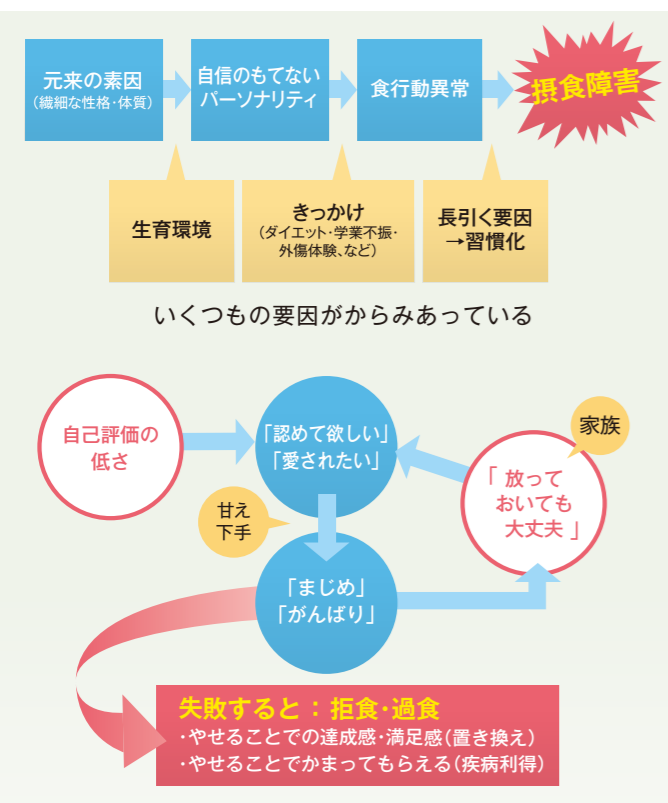 元来の素因
(繊細な性格・体質)
自信のもてない
パーソナリティ
食行動異常
摂食障害
生育環境
きっかけ
(ダイエット・学業不振・
外傷体験、など)
長引く要因
→習慣化
いくつもの要因がからみあっている
自己評価の
低さ
「認めて欲しい」
「愛されたい」
家族
「 放って
おいても
大丈夫 」
甘え
下手
「まじめ」
「がんばり」
失敗すると：拒食・過食
・やせることでの達成感・満足感(置き換え)
・やせることでかまってもらえる(疾病利得)